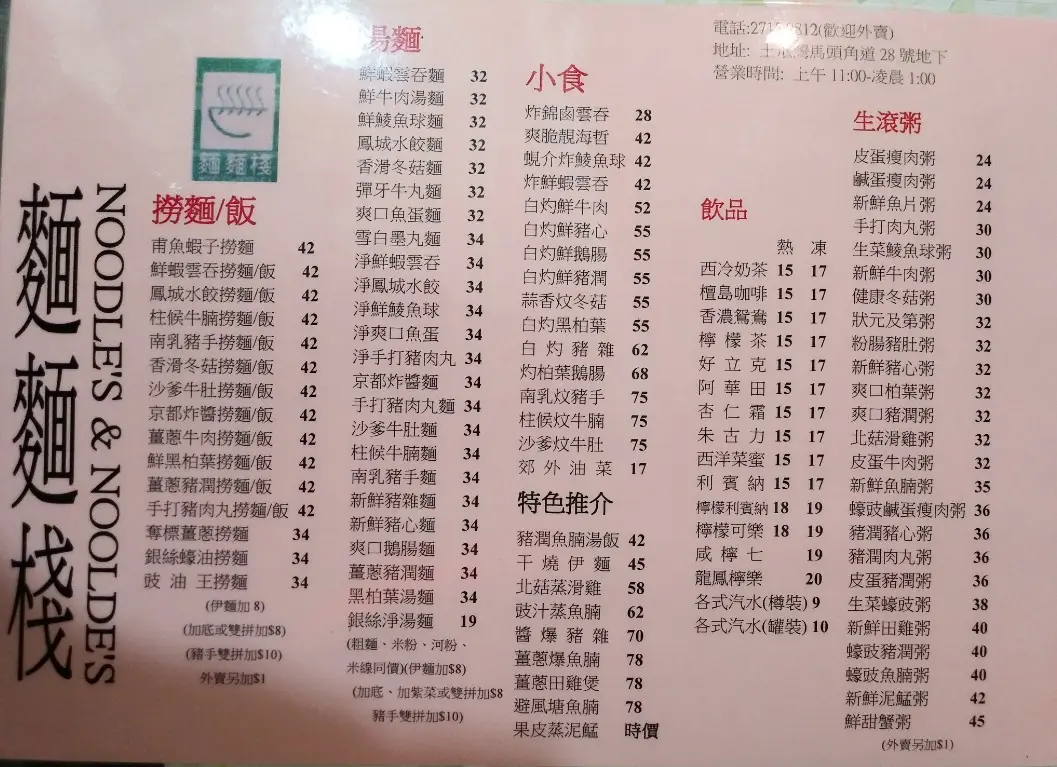 麵麵棧
NOODLE'S & NOOLDE'S
麵麵棧
撈麵/飯
甫魚蝦子撈麵 42
鮮蝦雲吞撈麵/飯 42
鳳城水餃撈麵/飯 42
柱候牛腩撈麵/飯 42
南乳豬手撈麵/飯 42
香滑冬菇撈麵/飯 42
沙爹牛肚撈麵/飯 42
京都炸醬撈麵/飯 42
薑蔥牛肉撈麵/飯 42
鮮黑柏葉撈麵/飯 42
薑蔥豬潤撈麵/飯 42
手打豬肉丸撈麵/飯 42
奪標薑蔥撈麵 34
銀絲蠔油撈麵 34
豉油王撈麵 34
(伊麵加 8)
(加底或雙拼加$8)
(豬手雙拼加$10)
外賣另加$1
湯麵
鮮蝦雲吞麵 32
鮮牛肉湯麵 32
鮮鯪魚球麵 32
鳳城水餃麵 32
香滑冬菇麵 32
彈牙牛丸麵 32
爽口魚蛋麵 32
雪白墨丸麵 34
淨鮮蝦雲吞 34
淨鳳城水餃 34
淨鮮鯪魚球 34
淨爽口魚蛋 34
淨手打豬肉丸 34
京都炸醬麵 34
手打豬肉丸麵 34
沙爹牛肚麵 34
柱候牛腩麵 34
南乳豬手麵 34
新鮮豬雜麵 34
新鮮豬心麵 34
爽口鵝腸麵 34
薑蔥豬潤麵 34
黑柏葉湯麵 34
銀絲淨湯麵 19
(粗麵、米粉、河粉、
米線同價)(伊麵加$8)
(加底、加紫菜或雙拼加$8
豬手雙拼加$10)
小食
炸錦鹵雲吞 28
爽脆靚海哲 42
蜆介炸鯪魚球 42
炸鮮蝦雲吞 42
白灼鮮牛肉 52
白灼鮮豬心 55
白灼鮮鵝腸 55
白灼鮮豬潤 55
蒜香炆冬菇 55
白灼黑柏葉 55
白灼豬雜 62
灼柏葉鵝腸 68
南乳炆豬手 75
柱候炆牛腩 75
沙爹炆牛肚 75
郊外油菜 17
特色推介
豬潤魚腩湯飯 42
干燒伊麵 45
北菇蒸滑雞 58
豉汁蒸魚腩 62
醬爆豬雜 70
薑蔥爆魚腩 78
薑蔥田雞煲 78
避風塘魚腩 78
果皮蒸泥鯭 時價
電話:2715 812(歡迎外賣)
地址: 土瓜灣馬頭角道 28 號地下
營業時間: 上午 11:00-凌晨 1:00
飲品
熱 凍
西冷奶茶 15 17
檀島咖啡 15 17
香濃鴛鴦 15 17
檸檬茶 15 17
好立克 15 17
阿華田 15 17
杏仁霜 15 17
朱古力 15 17
西洋菜蜜 15 17
利賓納 15 17
檸檬利賓納 18 19
檸檬可樂 18 19
咸檸七 19
龍鳳檸樂 20
各式汽水(樽裝) 9
各式汽水(罐裝) 10
生滾粥
皮蛋瘦肉粥 24
鹹蛋瘦肉粥 24
新鮮魚片粥 24
手打肉丸粥 30
生菜鯪魚球粥 30
新鮮牛肉粥 30
健康冬菇粥 30
狀元及第粥 32
粉腸豬肚粥 32
新鮮豬心粥 32
爽口柏葉粥 32
爽口豬潤粥 32
北菇滑雞粥 32
皮蛋牛肉粥 32
新鮮魚腩粥 35
蠔豉鹹蛋瘦肉粥 36
豬潤豬心粥 36
豬潤肉丸粥 36
皮蛋豬潤粥 36
生菜蠔豉粥 38
新鮮田雞粥 40
蠔豉豬潤粥 40
蠔豉魚腩粥 40
新鮮泥鯭粥 42
鮮甜蟹粥 45
(外賣另加$1)